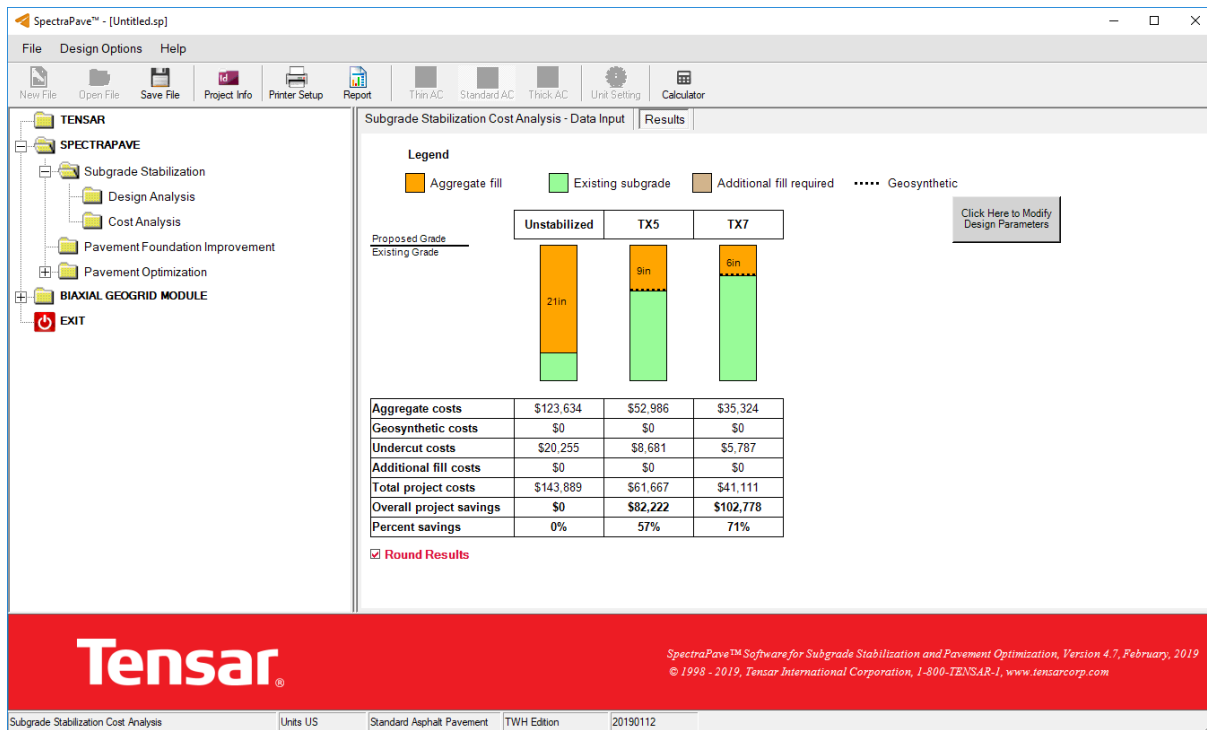 SpectraPave™ - [Untitled.sp]
File Design Options Help
New File Open File Save File Project Info Printer Setup Report Thin AC Standard AC Thick AC Unit Setting Calculator
TENSAR
SPECTRAPAVE
Subgrade Stabilization
Design Analysis
Cost Analysis
Pavement Foundation Improvement
Pavement Optimization
BIAXIAL GEOGRID MODULE
EXIT
Subgrade Stabilization Cost Analysis - Data Input Results
Legend
Aggregate fill Existing subgrade Additional fill required Geosynthetic
Click Here to Modify
Design Parameters
Unstabilized TX5 TX7
Proposed Grade
Existing Grade
21in 9in 6in
Aggregate costs $123,634 $52,986 $35,324
Geosynthetic costs $0 $0 $0
Undercut costs $20,255 $8,681 $5,787
Additional fill costs $0 $0 $0
Total project costs $143,889 $61,667 $41,111
Overall project savings $0 $82,222 $102,778
Percent savings 0% 57% 71%
Round Results
Tensar®
SpectraPave™ Software for Subgrade Stabilization and Pavement Optimization, Version 4.7, February, 2019
© 1998 - 2019, Tensar International Corporation, 1-800-TENSAR-1, www.tensarcorp.com
Subgrade Stabilization Cost Analysis Units US Standard Asphalt Pavement TWH Edition 20190112